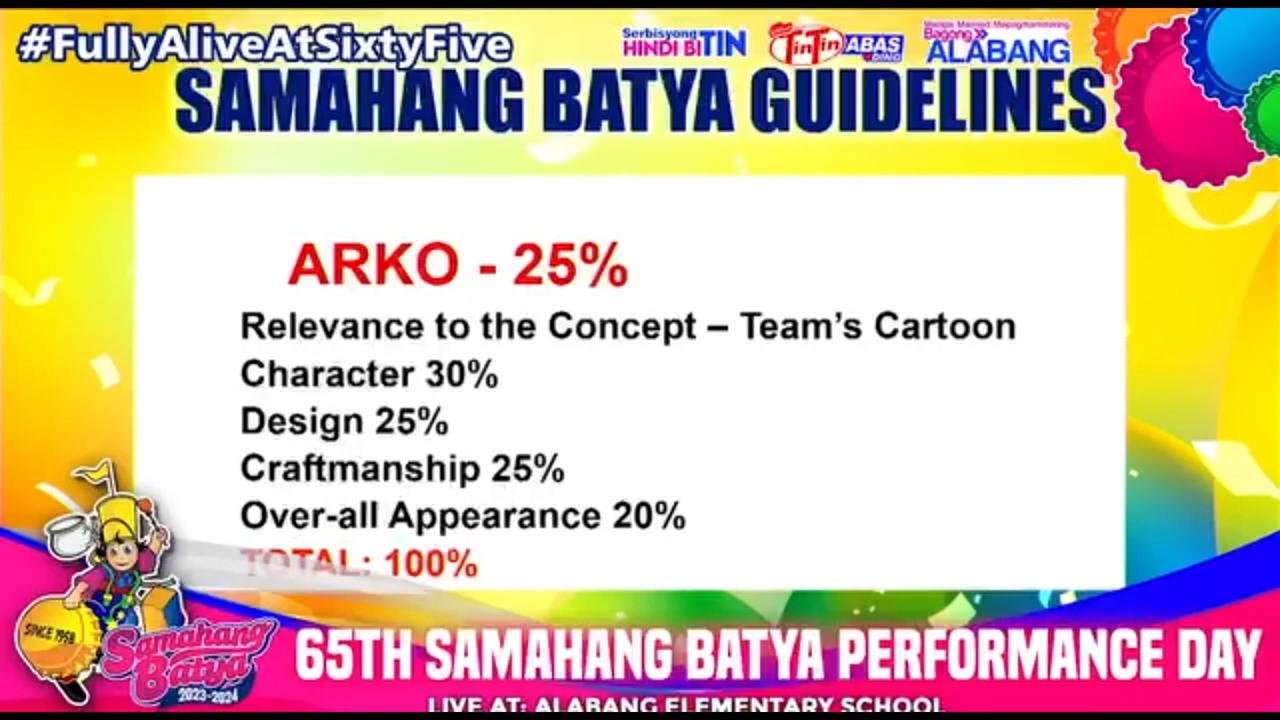 #FullyAliveAtSixtyFive
Serbisyong
HINDI BITIN
TinTin
ABAS
Bagong
ALABANG
SAMAHANG BATYA GUIDELINES
ARKO - 25%
Relevance to the Concept – Team’s Cartoon
Character 30%
Design 25%
Craftmanship 25%
Over-all Appearance 20%
TOTAL: 100%
SINCE 1958
Samahang
Batya
2023-2024
65TH SAMAHANG BATYA PERFORMANCE DAY
LIVE AT: ALABANG ELEMENTARY SCHOOL